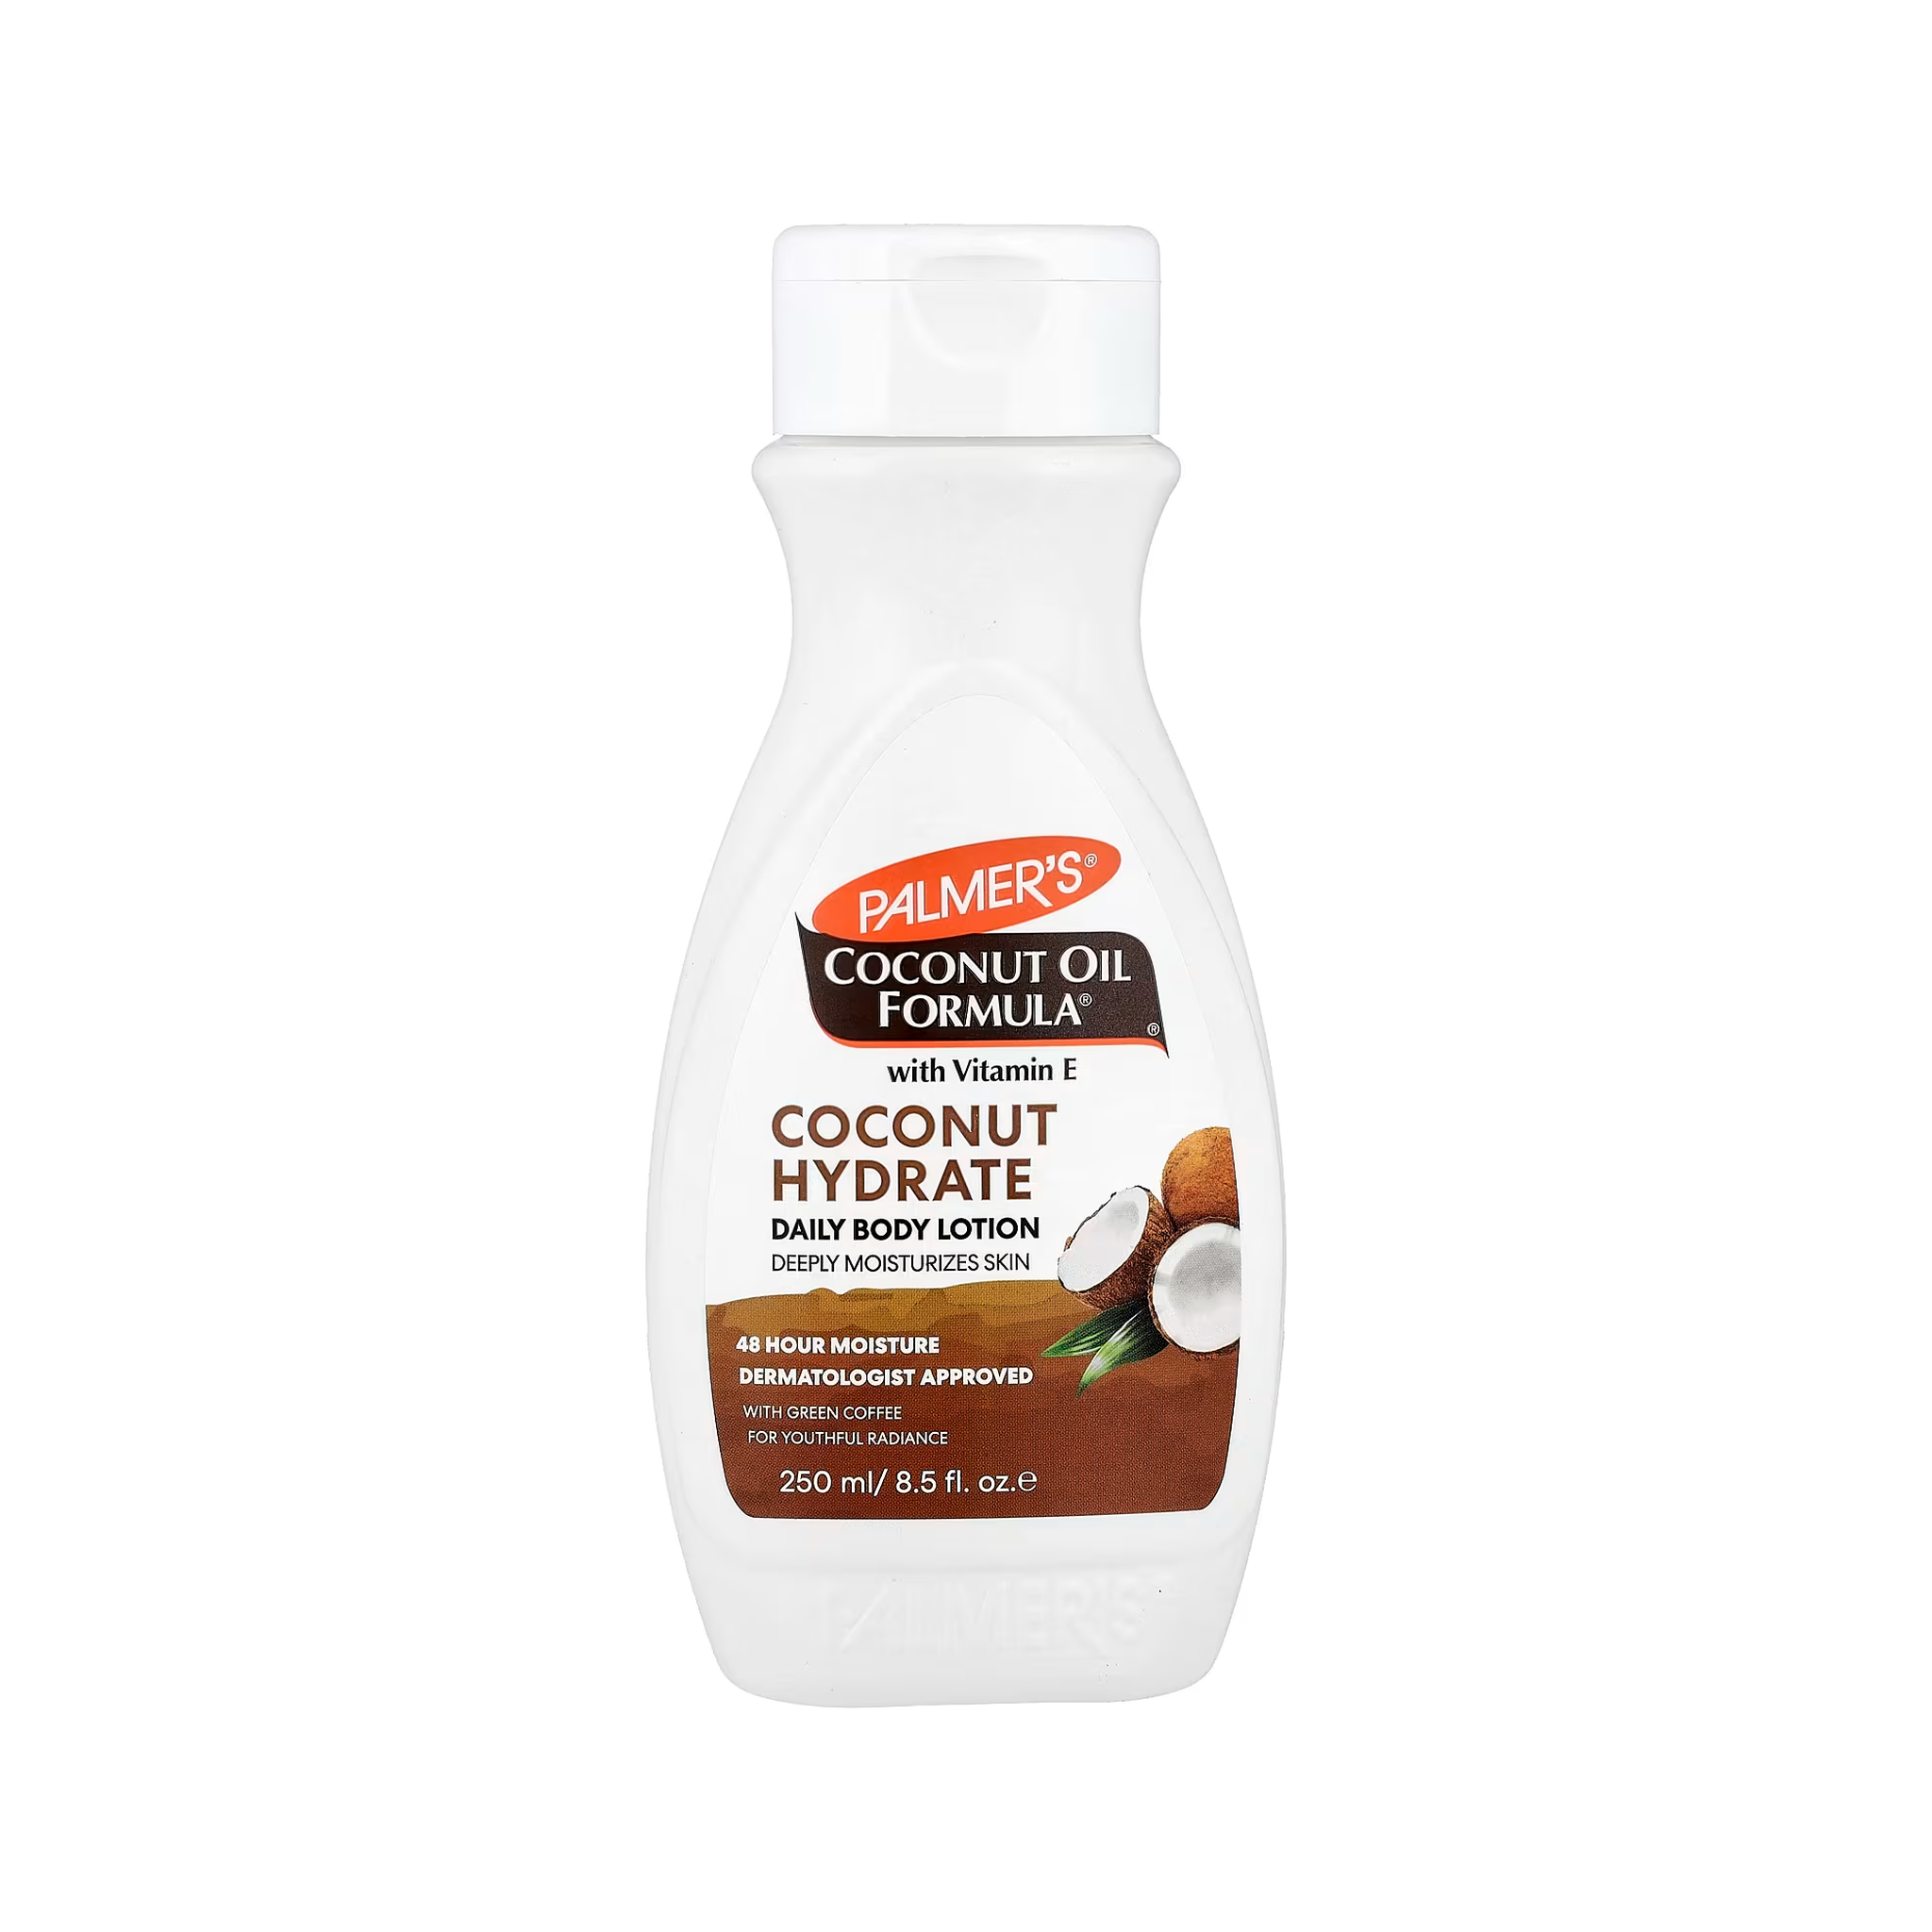 PALMER'S®
COCONUT OIL
FORMULA®
®
with Vitamin E
COCONUT
HYDRATE
DAILY BODY LOTION
DEEPLY MOISTURIZES SKIN
48 HOUR MOISTURE
DERMATOLOGIST APPROVED
WITH GREEN COFFEE
FOR YOUTHFUL RADIANCE
250 ml/ 8.5 fl. oz.℮
PALMER'S®